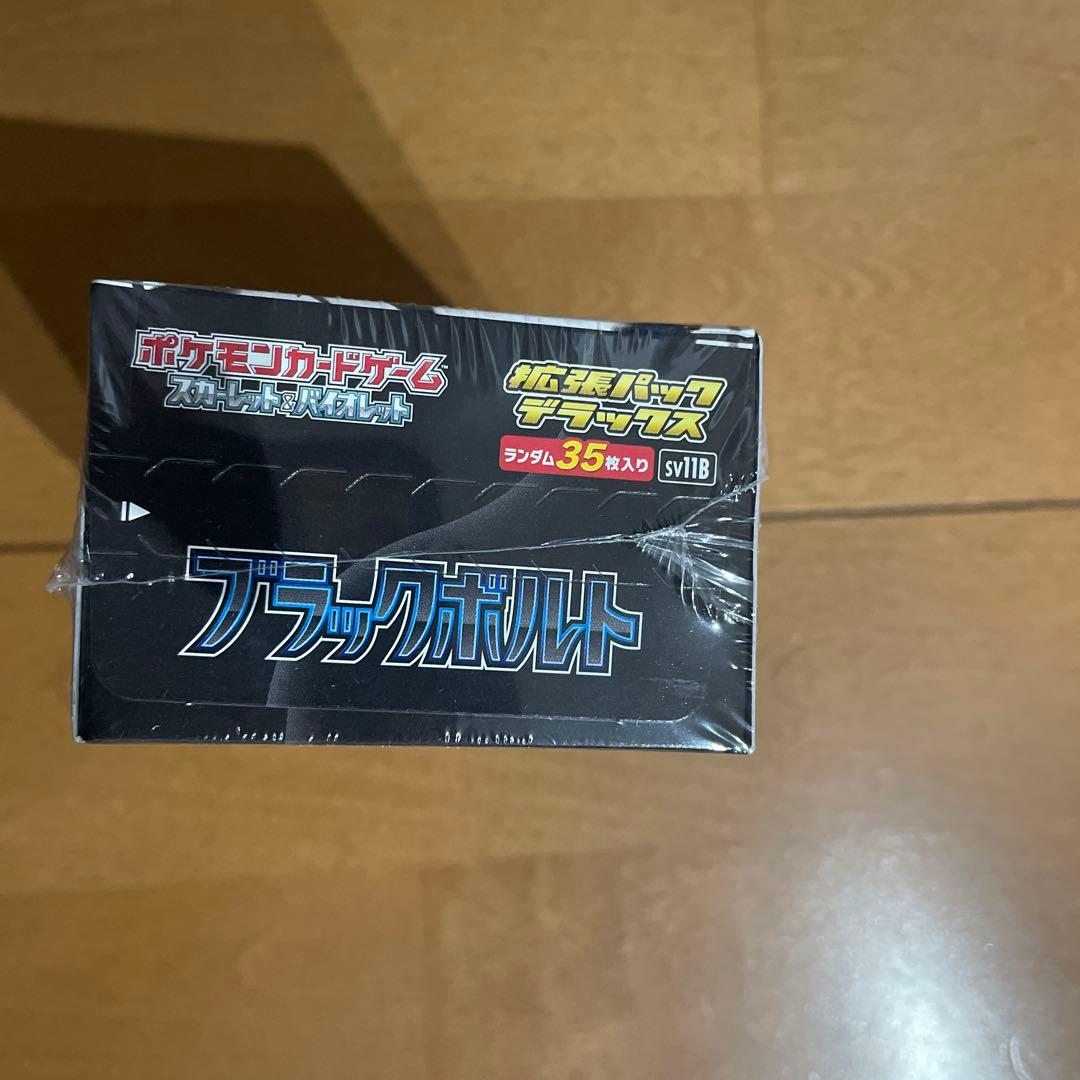 ポケモンカードゲーム™
スカーレット&バイオレット
拡張パック
デラックス
ランダム35枚入り
SV11B
ブラックボルト